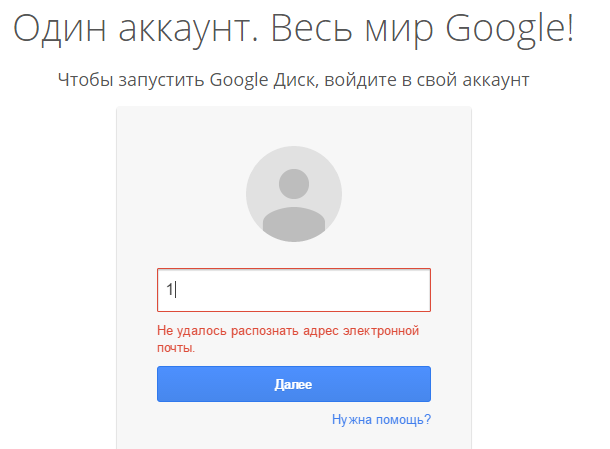 Один аккаунт. Весь мир Google!
Чтобы запустить Google Диск, войдите в свой аккаунт
1
Не удалось распознать адрес электронной
почты.
Далее
Нужна помощь?